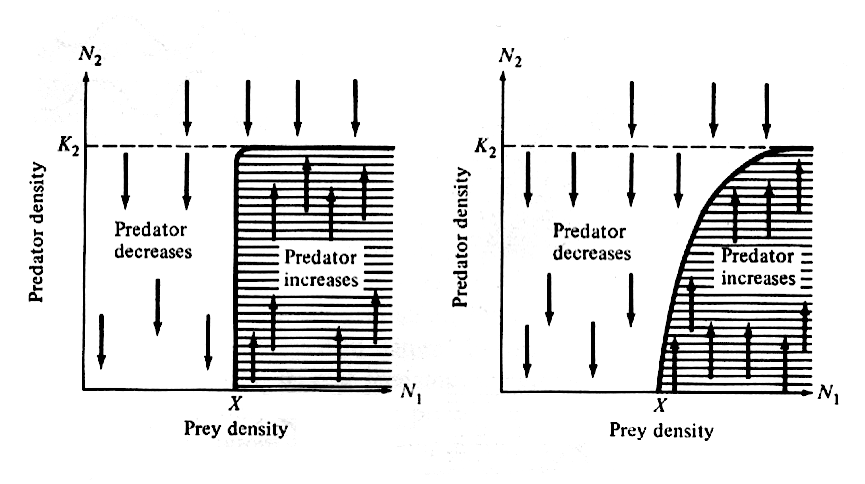 N₂
K₂
Predator density
Predator
decreases
Predator
increases
X
N₁
Prey density
N₂
K₂
Predator density
Predator
decreases
Predator
increases
X
N₁
Prey density